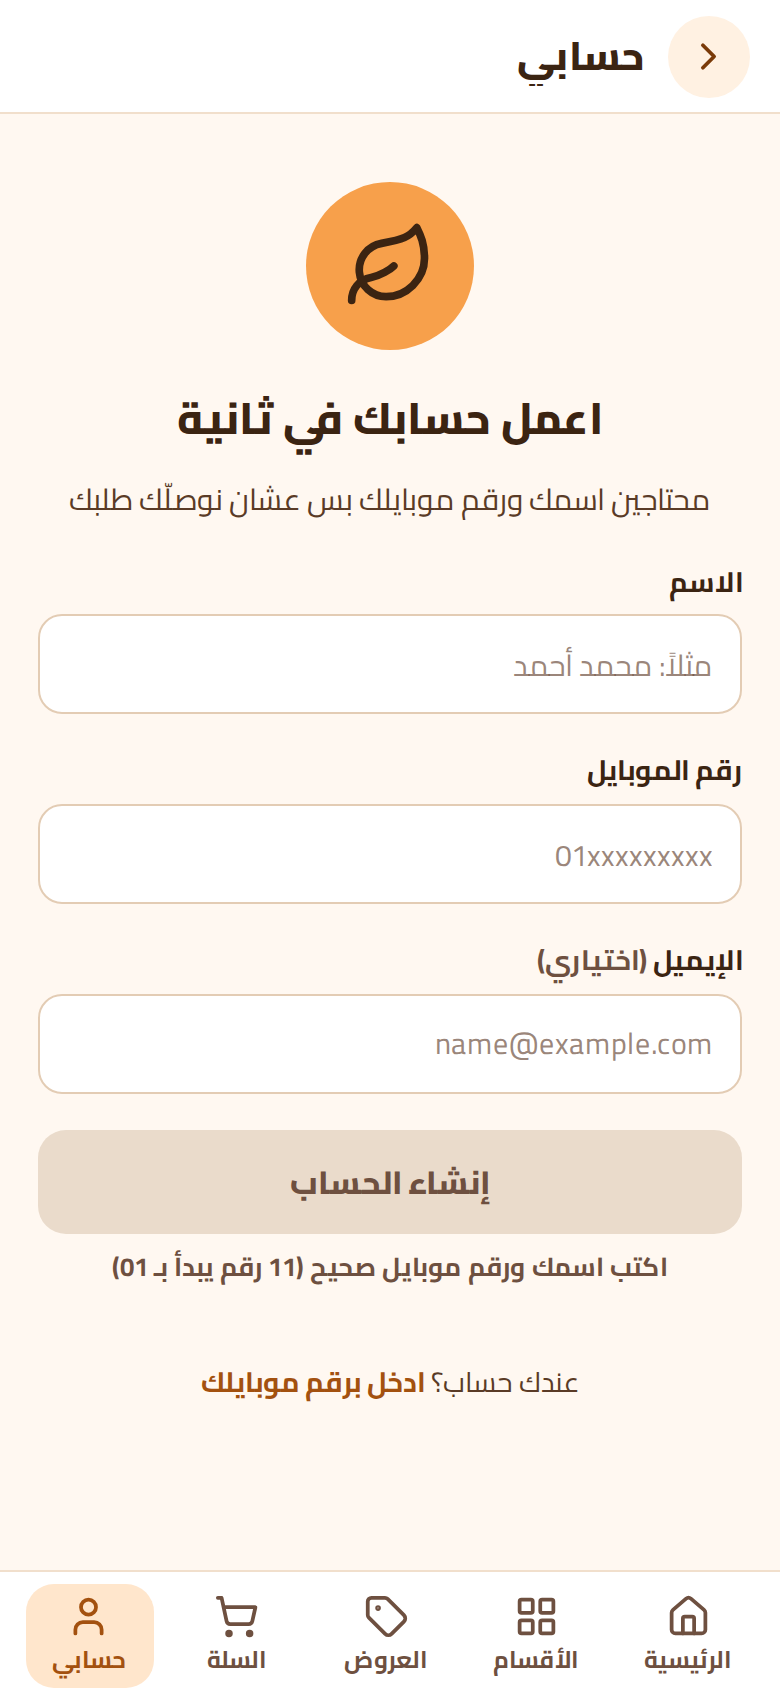 حسابي
اعمل حسابك في ثانية
محتاجين اسمك ورقم موبايلك بس عشان نوصلّك طلبك
الاسم
مثلاً: محمد أحمد
رقم الموبايل
01xxxxxxxxx
الإيميل (اختياري)
name@example.com
إنشاء الحساب
اكتب اسمك ورقم موبايل صحيح (11 رقم يبدأ بـ 01)
عندك حساب؟ ادخل برقم موبايلك
الرئيسية
الأقسام
العروض
السلة
حسابي